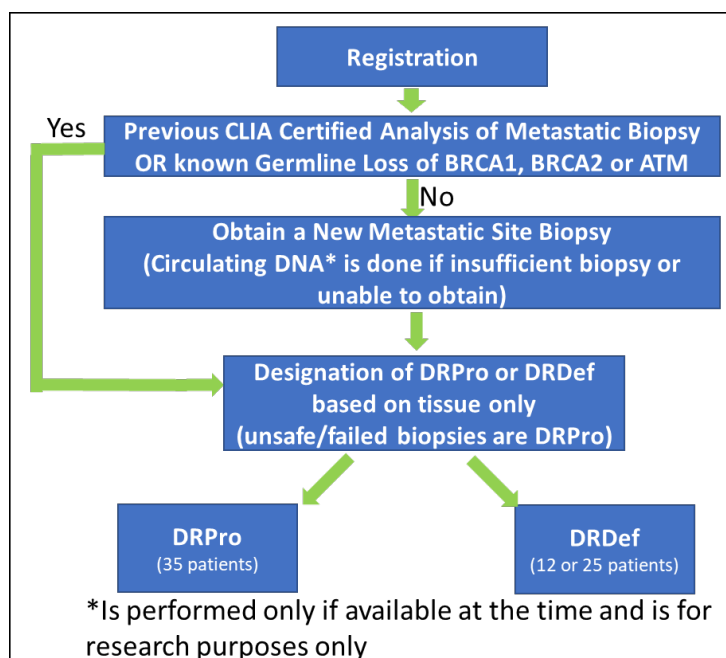 Registration
Yes
Previous CLIA Certified Analysis of Metastatic Biopsy
OR known Germline Loss of BRCA1, BRCA2 or ATM
No
Obtain a New Metastatic Site Biopsy
(Circulating DNA* is done if insufficient biopsy or
unable to obtain)
Designation of DRPro or DRDef
based on tissue only
(unsafe/failed biopsies are DRPro)
DRPro
(35 patients)
DRDef
(12 or 25 patients)
*Is performed only if available at the time and is for
research purposes only